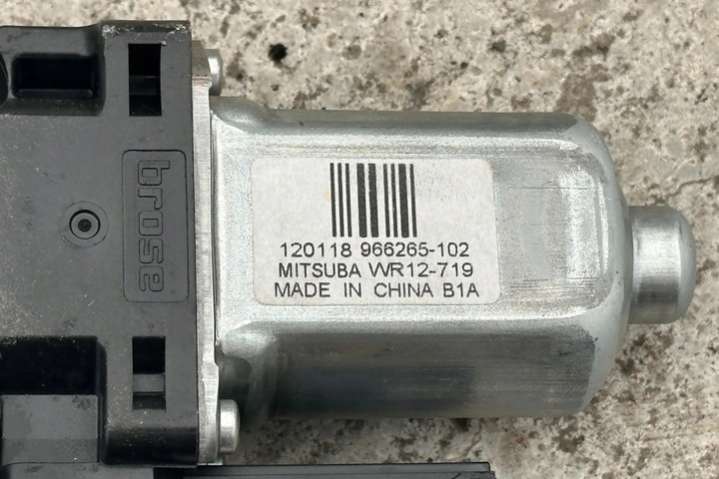 brose
120118 966265-102
MITSUBA WR12-719
MADE IN CHINA B1A